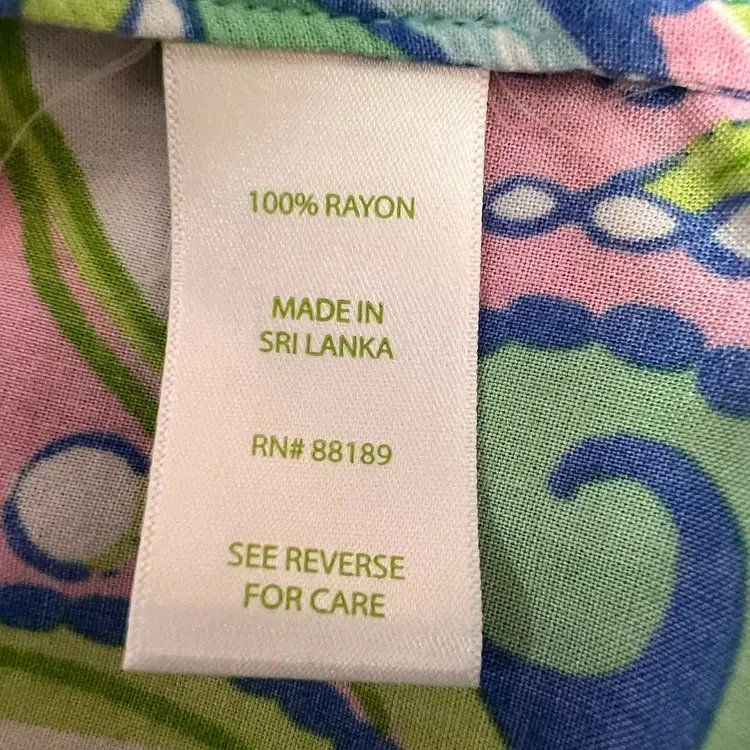 100% RAYON
MADE IN
SRI LANKA
RN# 88189
SEE REVERSE
FOR CARE